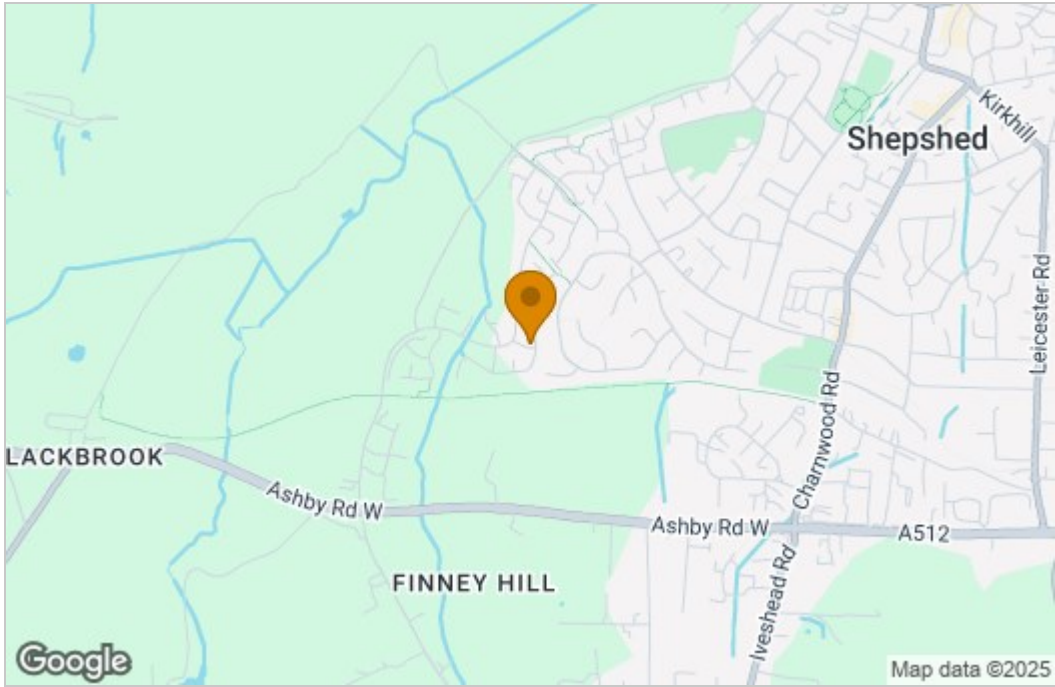 Kirkhill
Shepshed
Leicester Rd
Charnwood Rd
LACKBROOK
Ashby Rd W
Ashby Rd W
A512
FINNEY HILL
Iveshead Rd
Google
Map data ©2025